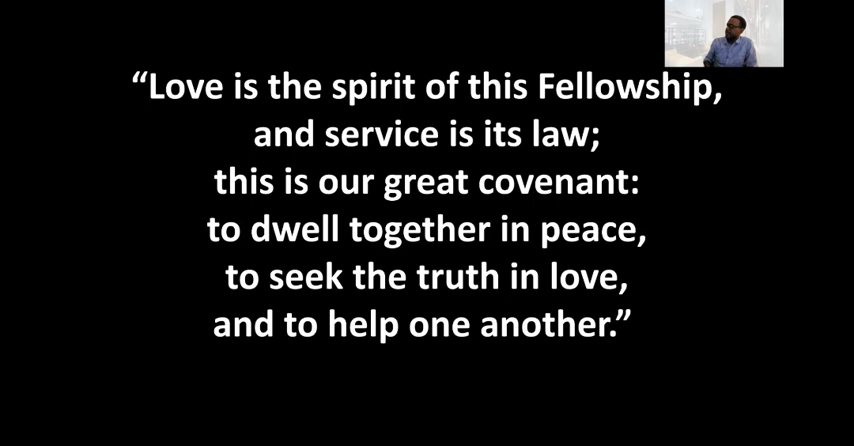 “Love is the spirit of this Fellowship,
and service is its law;
this is our great covenant:
to dwell together in peace,
to seek the truth in love,
and to help one another.”